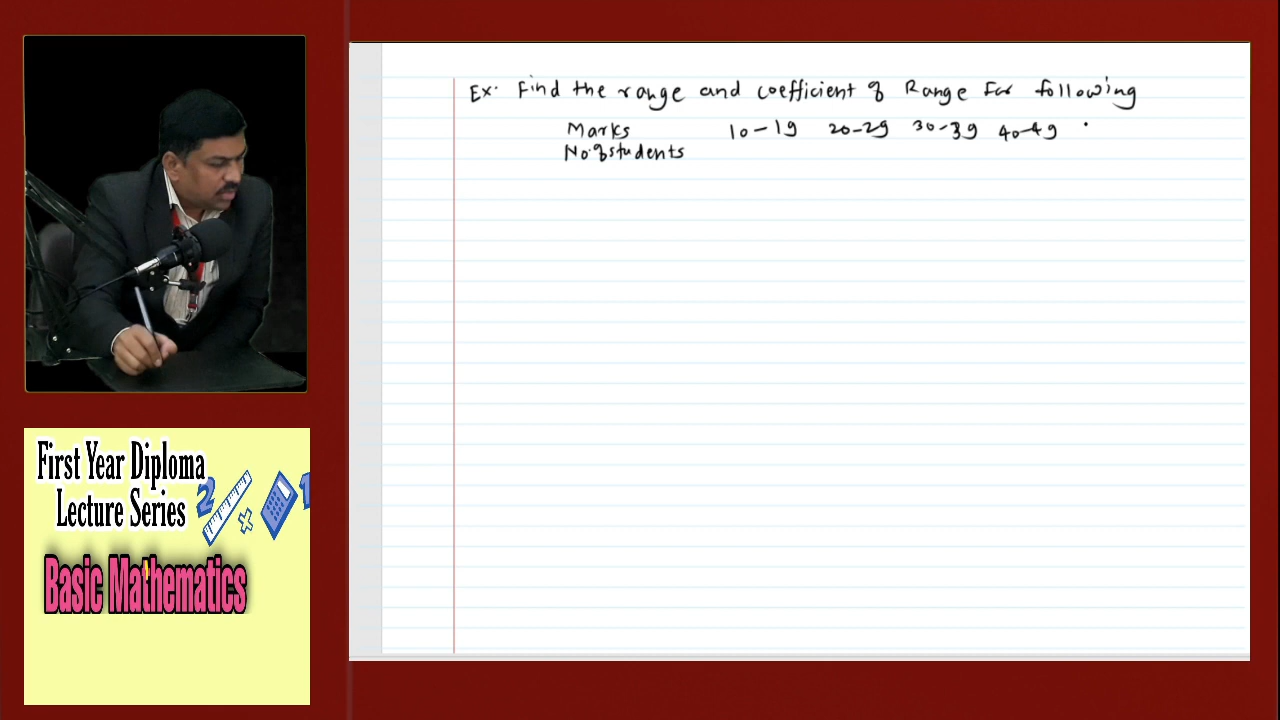 Ex. Find the range and coefficient of Range for following
Marks 10-19 20-29 30-39 40-49
No. of students
First Year Diploma
Lecture Series
Basic Mathematics